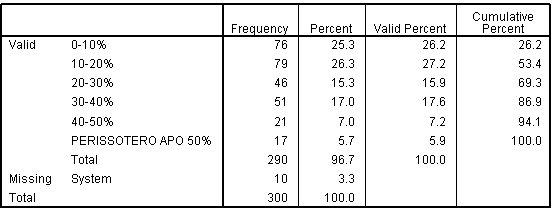 Frequency Percent Valid Percent Cumulative Percent
Valid 0-10% 76 25.3 26.2 26.2
10-20% 79 26.3 27.2 53.4
20-30% 46 15.3 15.9 69.3
30-40% 51 17.0 17.6 86.9
40-50% 21 7.0 7.2 94.1
PERISSOTERO APO 50% 17 5.7 5.9 100.0
Total 290 96.7 100.0
Missing System 10 3.3
Total 300 100.0